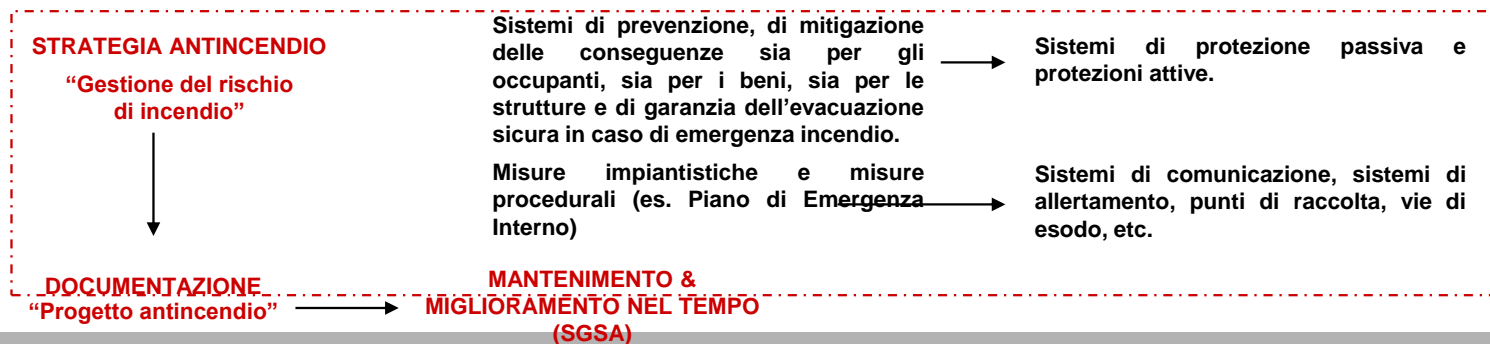 STRATEGIA ANTINCENDIO
“Gestione del rischio
di incendio”
Sistemi di prevenzione, di mitigazione
delle conseguenze sia per gli
occupanti, sia per i beni, sia per le
strutture e di garanzia dell’evacuazione
sicura in caso di emergenza incendio.
Sistemi di protezione passiva e
protezioni attive.
Misure impiantistiche e misure
procedurali (es. Piano di Emergenza
Interno)
Sistemi di comunicazione, sistemi di
allertamento, punti di raccolta, vie di
esodo, etc.
DOCUMENTAZIONE
“Progetto antincendio”
MANTENIMENTO &
MIGLIORAMENTO NEL TEMPO
(SGSA)